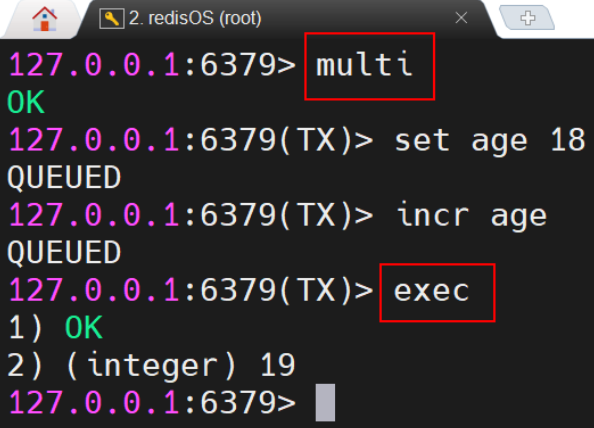 2. redisOS (root)
127.0.0.1:6379> multi
OK
127.0.0.1:6379(TX)> set age 18
QUEUED
127.0.0.1:6379(TX)> incr age
QUEUED
127.0.0.1:6379(TX)> exec
1) OK
2) (integer) 19
127.0.0.1:6379>